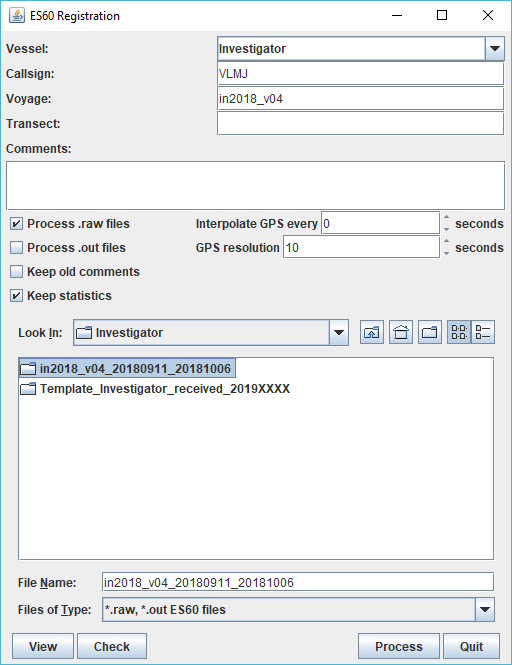 ES60 Registration
Vessel: Investigator
Callsign: VLMJ
Voyage: in2018_v04
Transect:
Comments:
Process .raw files Interpolate GPS every 0 seconds
Process .out files GPS resolution 10 seconds
Keep old comments
Keep statistics
Look In: Investigator
in2018_v04_20180911_20181006
Template_Investigator_received_2019XXXX
File Name: in2018_v04_20180911_20181006
Files of Type: *.raw, *.out ES60 files
View Check Process Quit